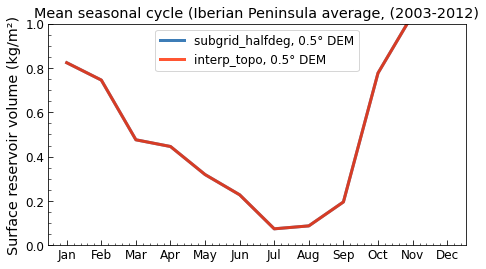 Mean seasonal cycle (Iberian Peninsula average, (2003-2012)
Surface reservoir volume (kg/m²)
1.0
0.8
0.6
0.4
0.2
0.0
subgrid_halfdeg, 0.5° DEM
interp_topo, 0.5° DEM
Jan Feb Mar Apr May Jun Jul Aug Sep Oct Nov Dec